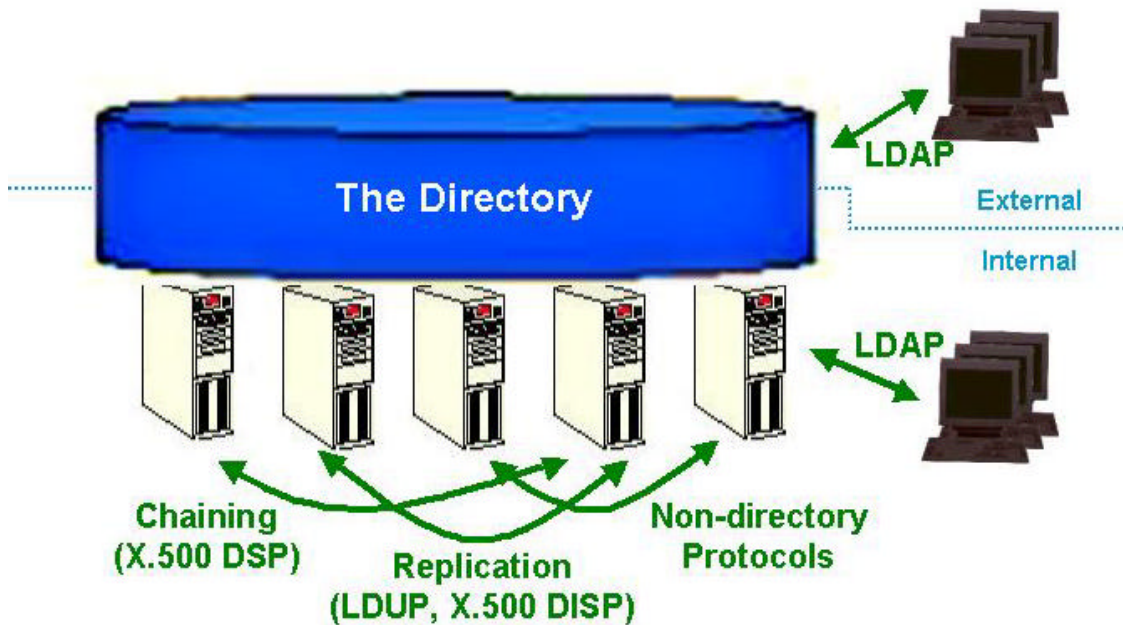 LDAP
The Directory
External
Internal
LDAP
Chaining
(X.500 DSP)
Replication
(LDUP, X.500 DISP)
Non-directory
Protocols